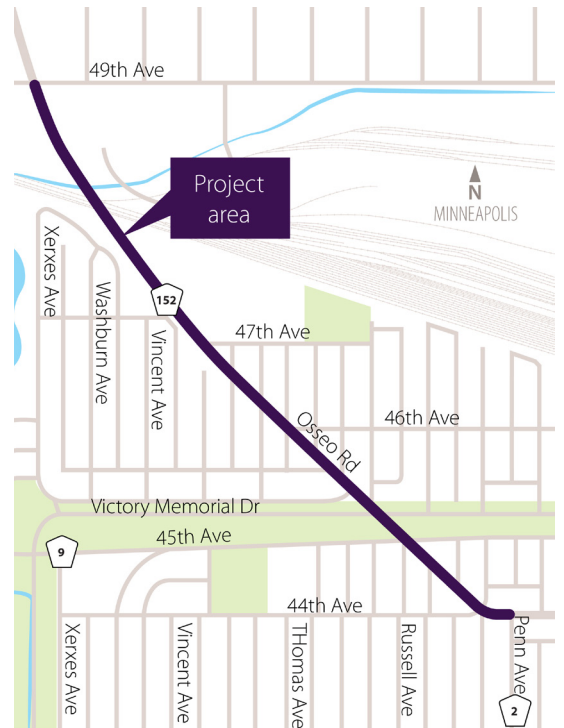 49th Ave
Project
area
N
MINNEAPOLIS
Xerxes Ave
Washburn Ave
152
Vincent Ave
47th Ave
46th Ave
Osseo Rd
Victory Memorial Dr
45th Ave
9
44th Ave
Xerxes Ave
Vincent Ave
THomas Ave
Russell Ave
Penn Ave
2